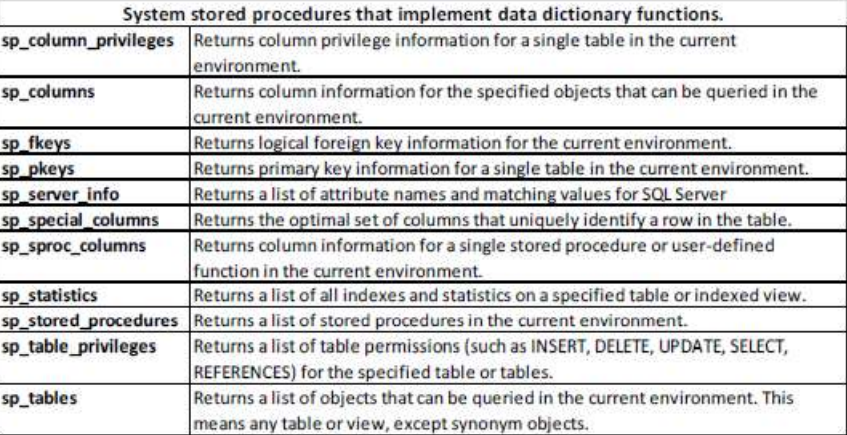 System stored procedures that implement data dictionary functions.
sp_column_privileges Returns column privilege information for a single table in the current
environment.
sp_columns Returns column information for the specified objects that can be queried in the
current environment.
sp_fkeys Returns logical foreign key information for the current environment.
sp_pkeys Returns primary key information for a single table in the current environment.
sp_server_info Returns a list of attribute names and matching values for SQL Server
sp_special_columns Returns the optimal set of columns that uniquely identify a row in the table.
sp_sproc_columns Returns column information for a single stored procedure or user-defined
function in the current environment.
sp_statistics Returns a list of all indexes and statistics on a specified table or indexed view.
sp_stored_procedures Returns a list of stored procedures in the current environment.
sp_table_privileges Returns a list of table permissions (such as INSERT, DELETE, UPDATE, SELECT,
REFERENCES) for the specified table or tables.
sp_tables Returns a list of objects that can be queried in the current environment. This
means any table or view, except synonym objects.